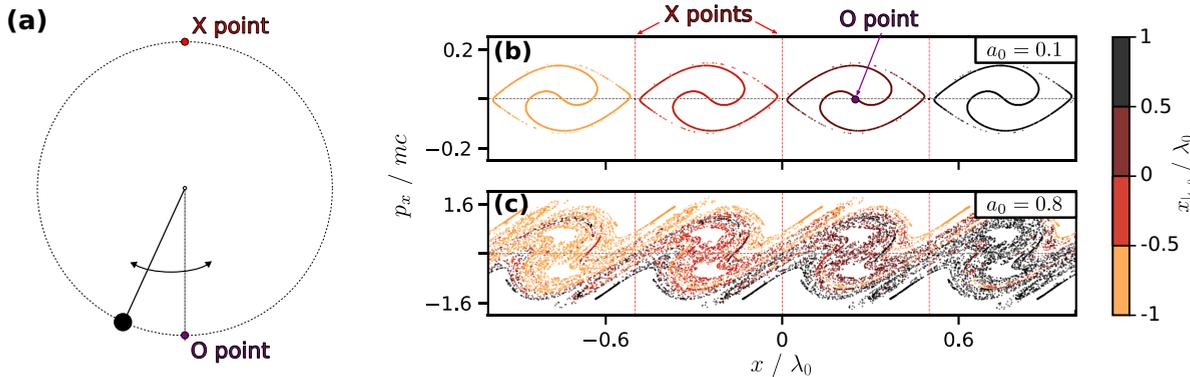 (a)
X point
O point
X points
O point
(b)
a₀ = 0.1
0.2
−0.2
pₓ / mc
(c)
a₀ = 0.8
1.6
−1.6
−0.6
0
0.6
x / λ₀
1
0.5
0
-0.5
-1
/ λ₀